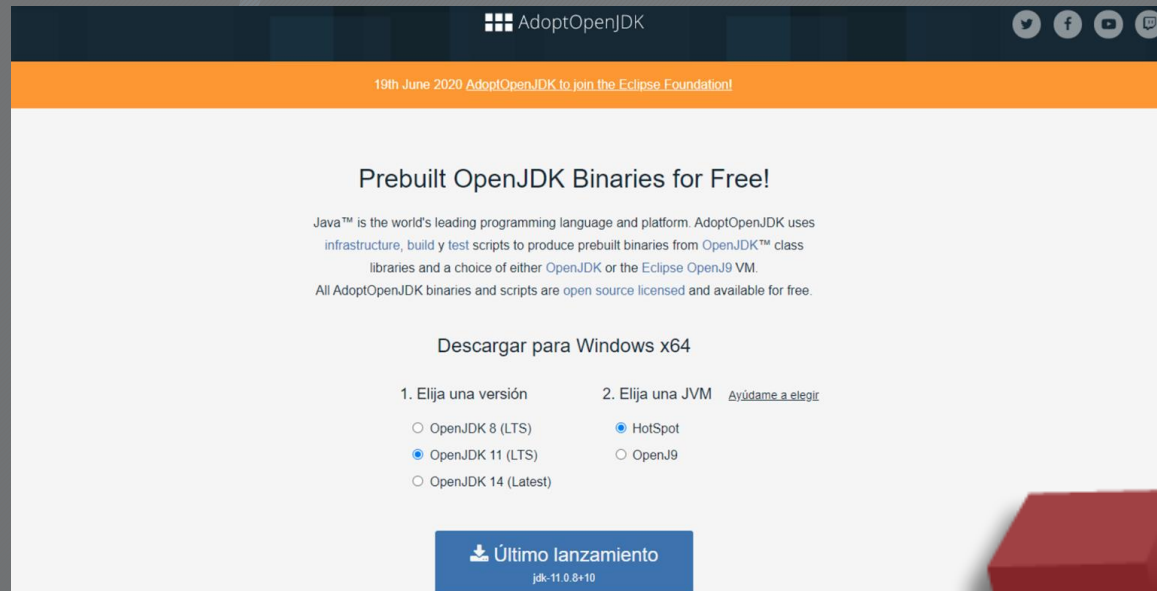 AdoptOpenJDK
19th June 2020 AdoptOpenJDK to join the Eclipse Foundation!
Prebuilt OpenJDK Binaries for Free!
Java™ is the world's leading programming language and platform. AdoptOpenJDK uses
infrastructure, build y test scripts to produce prebuilt binaries from OpenJDK™ class
libraries and a choice of either OpenJDK or the Eclipse OpenJ9 VM.
All AdoptOpenJDK binaries and scripts are open source licensed and available for free.
Descargar para Windows x64
1. Elija una versión
2. Elija una JVM Ayúdame a elegir
OpenJDK 8 (LTS)
HotSpot
OpenJDK 11 (LTS)
OpenJ9
OpenJDK 14 (Latest)
Último lanzamiento
jdk-11.0.8+10